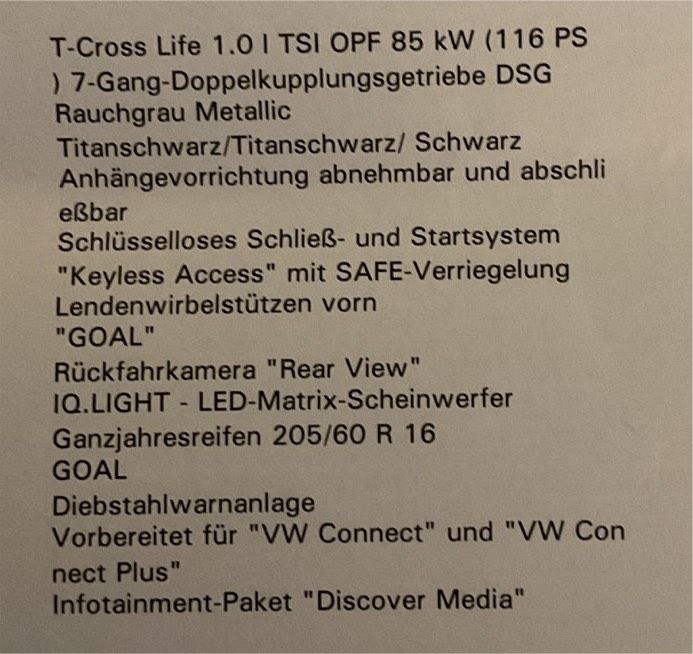 T-Cross Life 1.0 l TSI OPF 85 kW (116 PS
) 7-Gang-Doppelkupplungsgetriebe DSG
Rauchgrau Metallic
Titanschwarz/Titanschwarz/ Schwarz
Anhängevorrichtung abnehmbar und abschli
eßbar
Schlüsselloses Schließ- und Startsystem
"Keyless Access" mit SAFE-Verriegelung
Lendenwirbelstützen vorn
"GOAL"
Rückfahrkamera "Rear View"
IQ.LIGHT - LED-Matrix-Scheinwerfer
Ganzjahresreifen 205/60 R 16
GOAL
Diebstahlwarnanlage
Vorbereitet für "VW Connect" und "VW Con
nect Plus"
Infotainment-Paket "Discover Media"